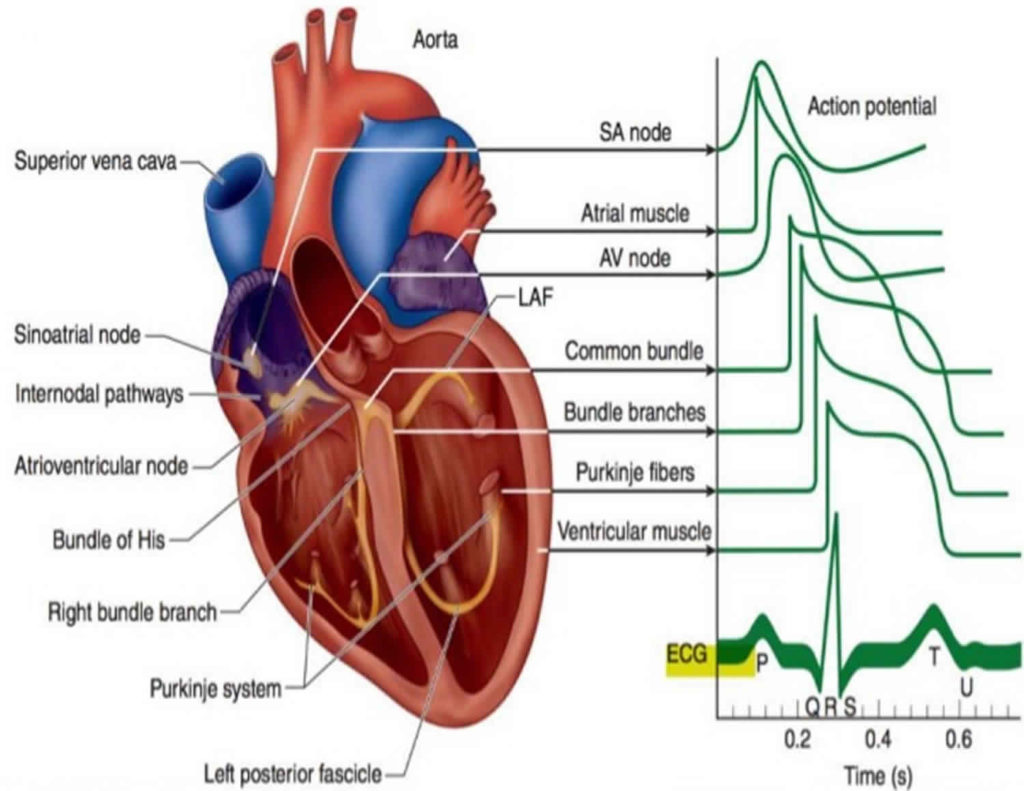 Aorta
Superior vena cava
Sinoatrial node
Internodal pathways
Atrioventricular node
Bundle of His
Right bundle branch
Purkinje system
Left posterior fascicle
LAF
SA node
Atrial muscle
AV node
Common bundle
Bundle branches
Purkinje fibers
Ventricular muscle
Action potential
ECG
P
Q R S
T
U
0.2 0.4 0.6
Time (s)